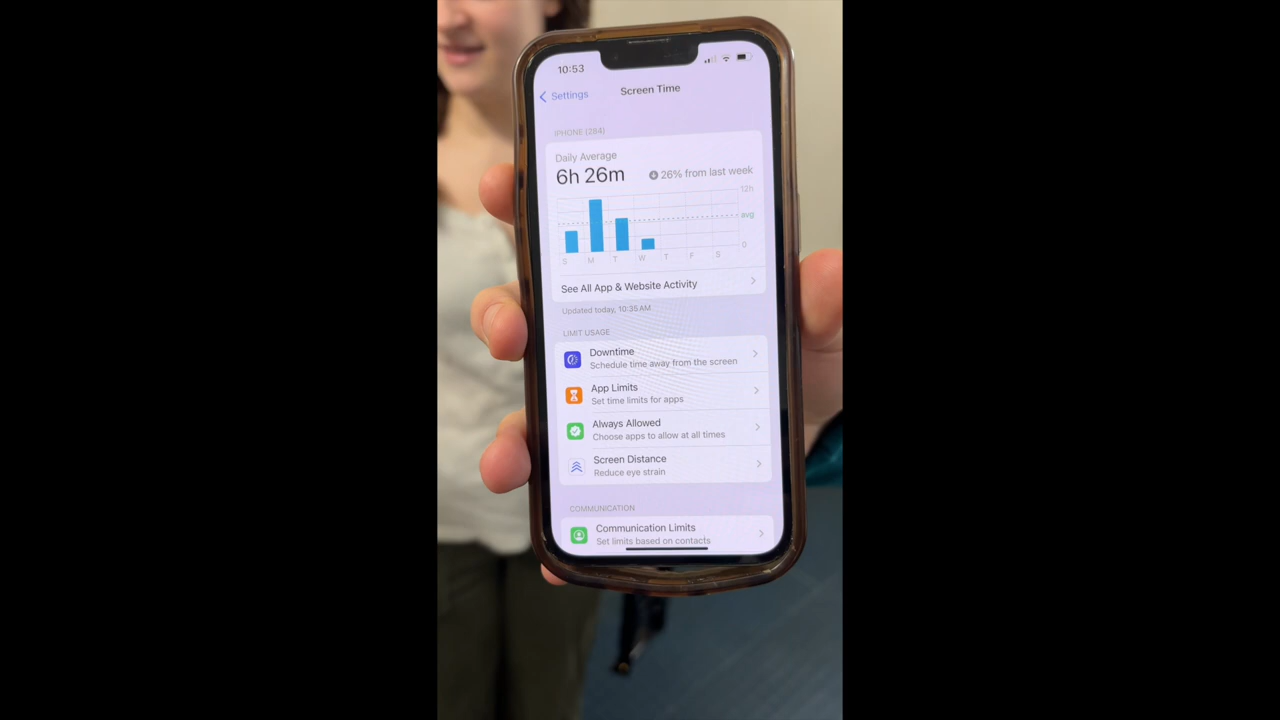 10:53
Settings
Screen Time
IPHONE (284)
Daily Average
6h 26m
26% from last week
12h
avg
0
S M T W T F S
See All App & Website Activity
Updated today, 10:35 AM
LIMIT USAGE
Downtime
Schedule time away from the screen
App Limits
Set time limits for apps
Always Allowed
Choose apps to allow at all times
Screen Distance
Reduce eye strain
COMMUNICATION
Communication Limits
Set limits based on contacts